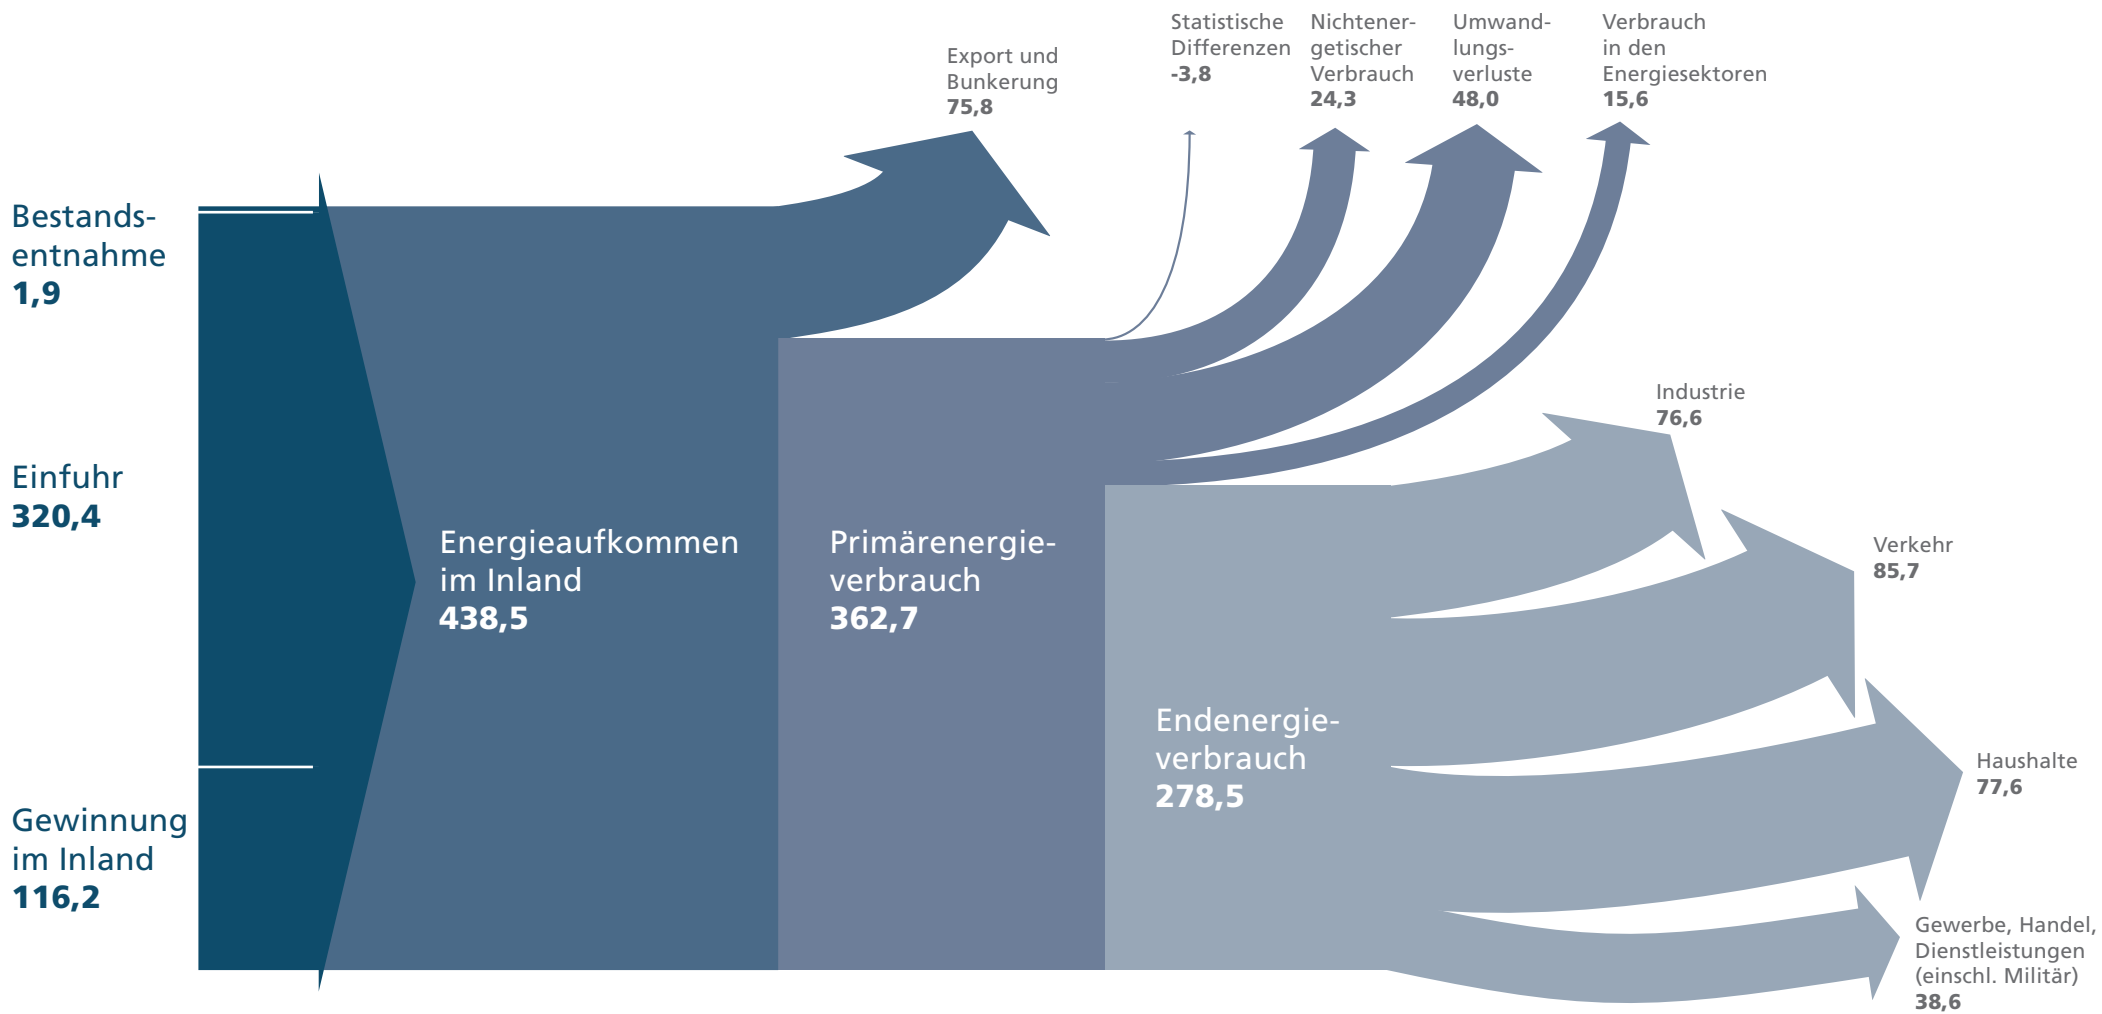 Bestands-
entnahme
1,9
Einfuhr
320,4
Gewinnung
im Inland
116,2
Energieaufkommen
im Inland
438,5
Export und
Bunkerung
75,8
Primärenergie-
verbrauch
362,7
Statistische
Differenzen
-3,8
Nichtener-
getischer
Verbrauch
24,3
Umwand-
lungs-
verluste
48,0
Verbrauch
in den
Energiesektoren
15,6
Endenergie-
verbrauch
278,5
Industrie
76,6
Verkehr
85,7
Haushalte
77,6
Gewerbe, Handel,
Dienstleistungen
(einschl. Militär)
38,6